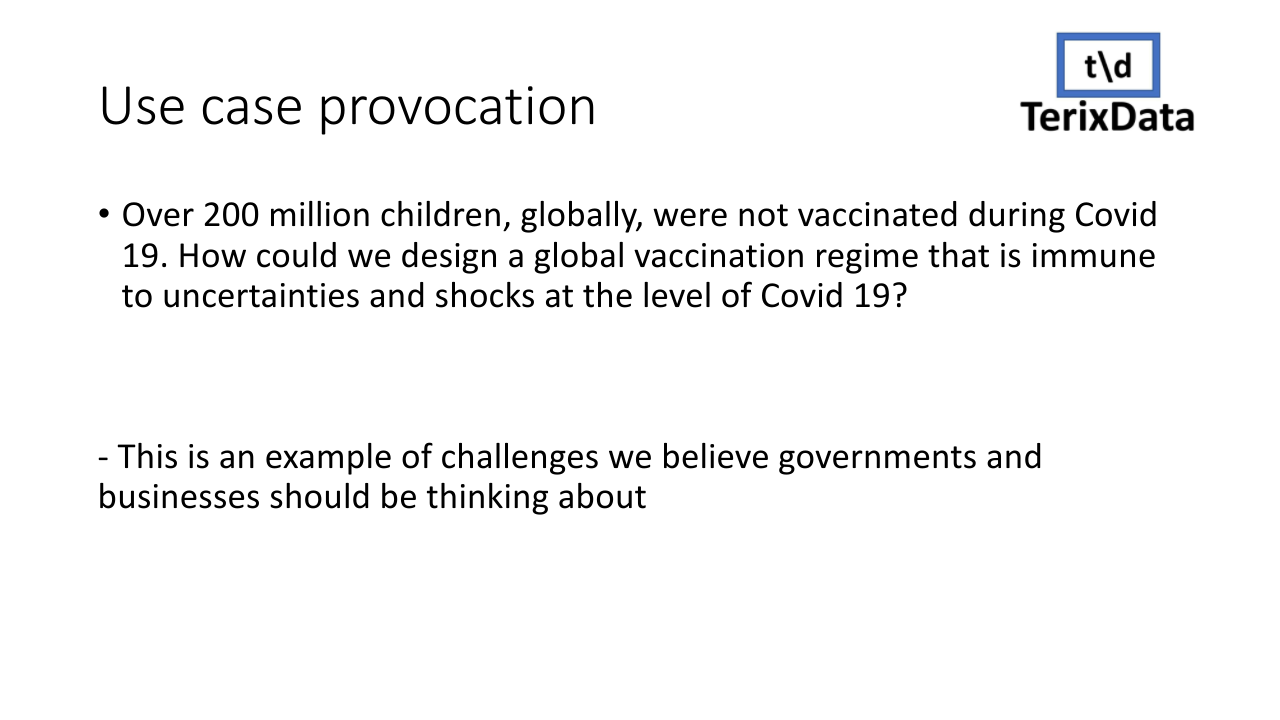 t\d
TerixData
Use case provocation
• Over 200 million children, globally, were not vaccinated during Covid
19. How could we design a global vaccination regime that is immune
to uncertainties and shocks at the level of Covid 19?
- This is an example of challenges we believe governments and
businesses should be thinking about